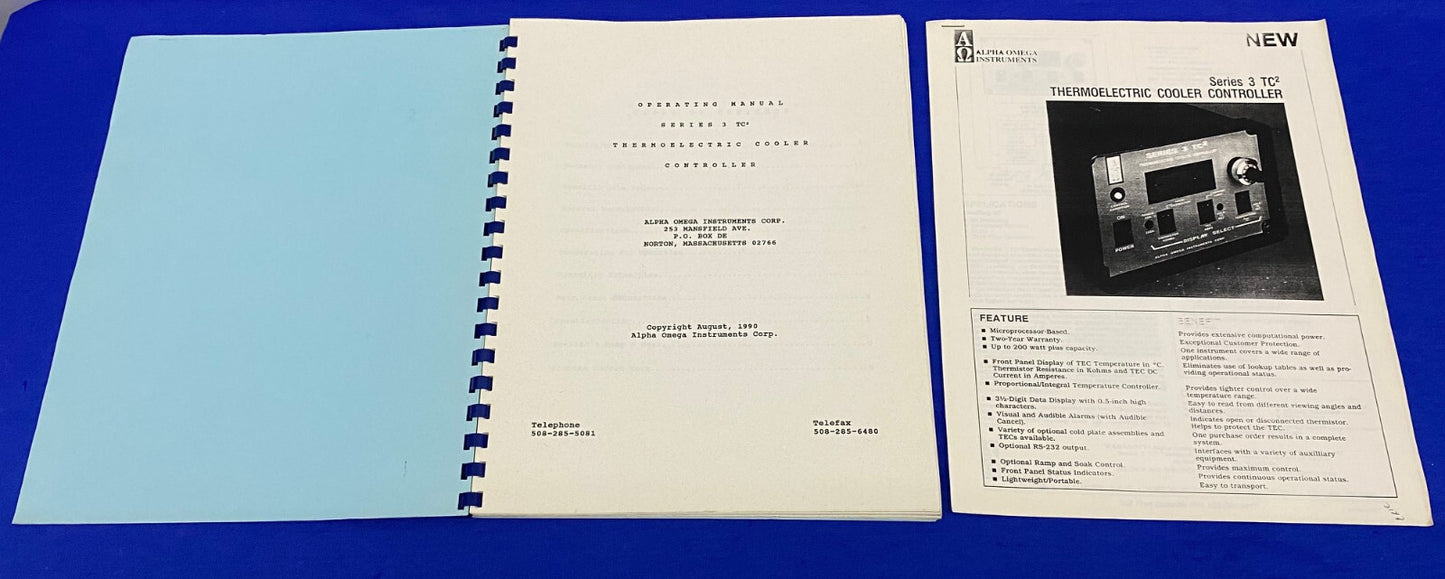 OPERATING MANUAL
SERIES 3 TC²
THERMOELECTRIC COOLER
CONTROLLER
ALPHA OMEGA INSTRUMENTS CORP.
253 MANSFIELD AVE.
P.O. BOX DE
NORTON, MASSACHUSETTS 02766
Copyright August, 1990
Alpha Omega Instruments Corp.
Telephone
508-285-5081
Telefax
508-285-6480
Α
Ω
ALPHA OMEGA
INSTRUMENTS
NEW
Series 3 TC²
THERMOELECTRIC COOLER CONTROLLER
SERIES 3 TC²
ON
POWER
DISPLAY SELECT
ALPHA OMEGA INSTRUMENTS CORP.
FEATURE
■ Microprocessor-Based.
■ Two-Year Warranty.
■ Up to 200 watt plus capacity.
■ Front Panel Display of TEC Temperature in °C.
Thermistor Resistance in Kohms and TEC DC
Current in Amperes.
■ Proportional/Integral Temperature Controller.
■ 3½-Digit Data Display with 0.5-inch high
characters.
■ Visual and Audible Alarms (with Audible
Cancel).
■ Variety of optional cold plate assemblies and
TECs available.
■ Optional RS-232 output.
■ Optional Ramp and Soak Control.
■ Front Panel Status Indicators.
■ Lightweight/Portable.
BENEFIT
Provides extensive computational power.
Exceptional Customer Protection.
One instrument covers a wide range of
applications.
Eliminates use of lookup tables as well as pro-
viding operational status.
Provides tighter control over a wide
temperature range.
Easy to read from different viewing angles and
distances.
Indicates open or disconnected thermistor.
Helps to protect the TEC.
One purchase order results in a complete
system.
Interfaces with a variety of auxilliary
equipment.
Provides maximum control.
Provides continuous operational status.
Easy to transport.